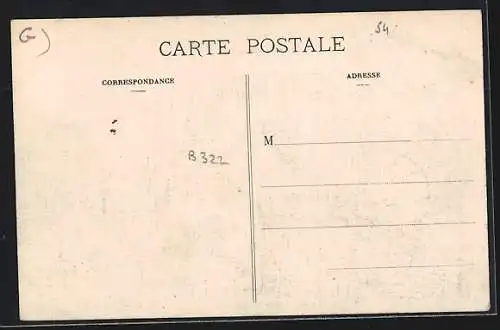 G)
54
CARTE POSTALE
CORRESPONDANCE
ADRESSE
M
B322